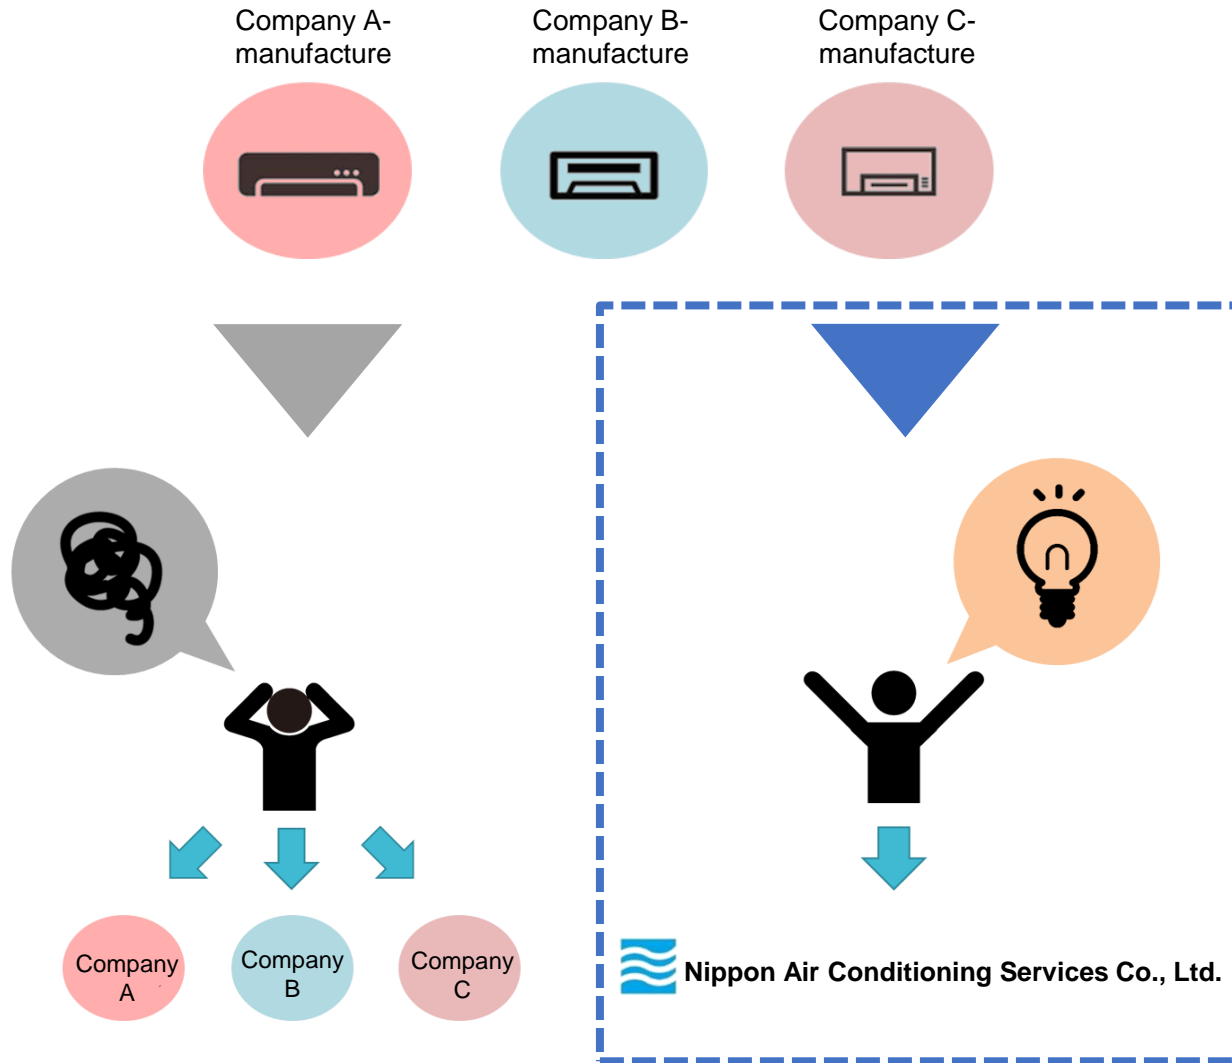 Company A-
manufacture
Company B-
manufacture
Company C-
manufacture
Company
A
Company
B
Company
C
Nippon Air Conditioning Services Co., Ltd.